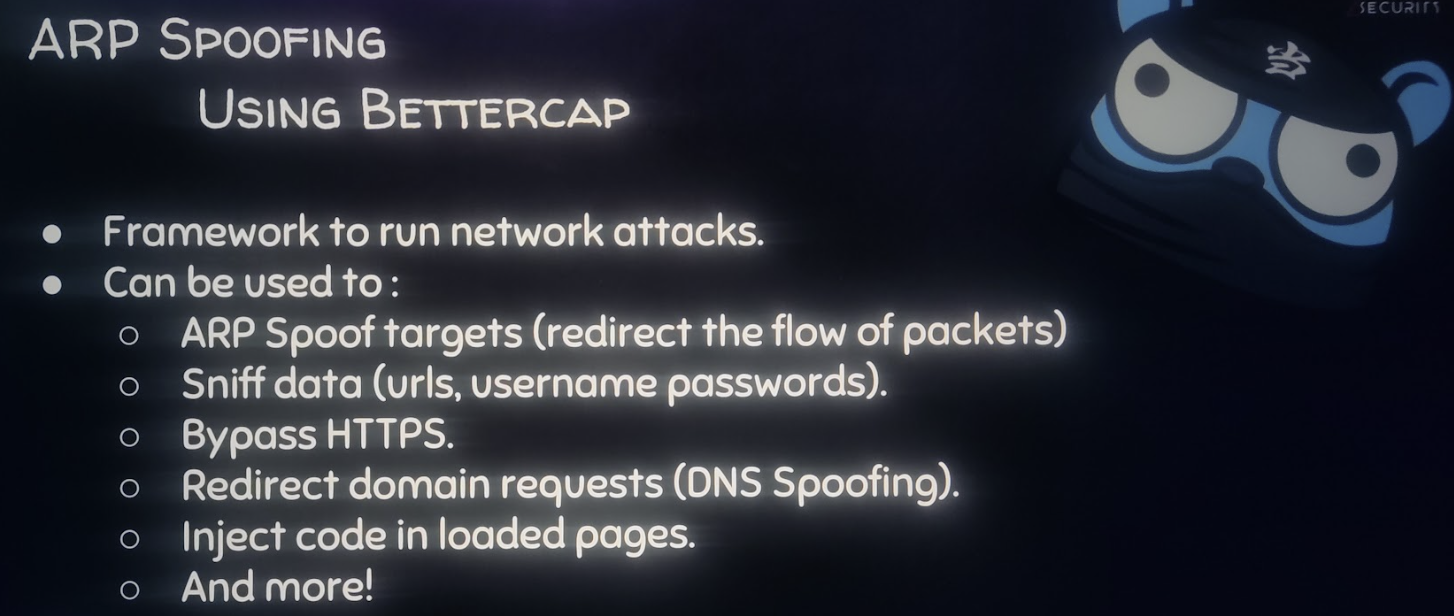 SECURITY
ARP SPOOFING
USING BETTERCAP
● Framework to run network attacks.
● Can be used to :
○ ARP Spoof targets (redirect the flow of packets)
○ Sniff data (urls, username passwords).
○ Bypass HTTPS.
○ Redirect domain requests (DNS Spoofing).
○ Inject code in loaded pages.
○ And more!